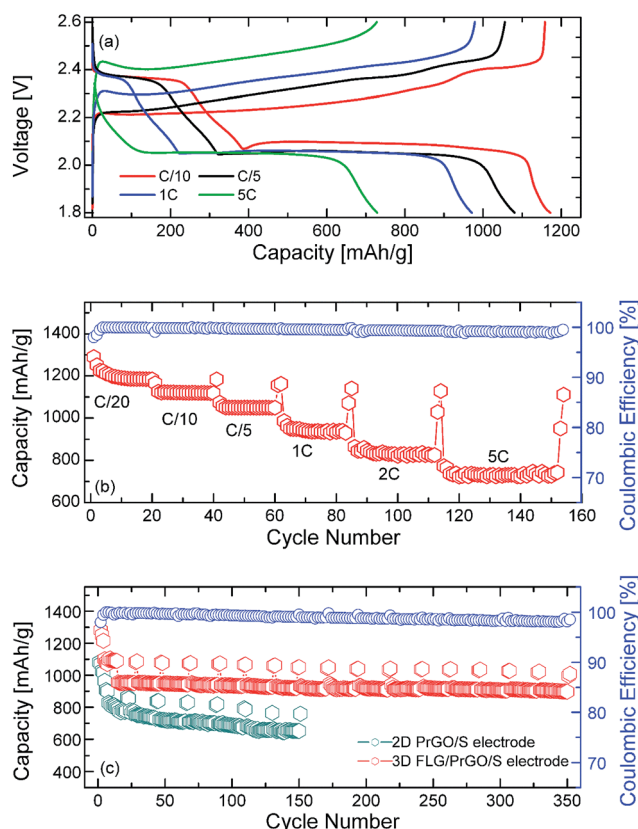 2.6
(a)
2.4
2.2
2.0
1.8
Voltage [V]
C/10 C/5
1C 5C
0 200 400 600 800 1000 1200
Capacity [mAh/g]
1400
1200
1000
800
600
Capacity [mAh/g]
100
90
80
70
Coulombic Efficiency [%]
C/20
C/10
C/5
1C
2C
5C
(b)
0 20 40 60 80 100 120 140 160
Cycle Number
1400
1200
1000
800
600
400
Capacity [mAh/g]
100
90
80
70
Coulombic Efficiency [%]
2D PrGO/S electrode
3D FLG/PrGO/S electrode
(c)
0 50 100 150 200 250 300 350
Cycle Number